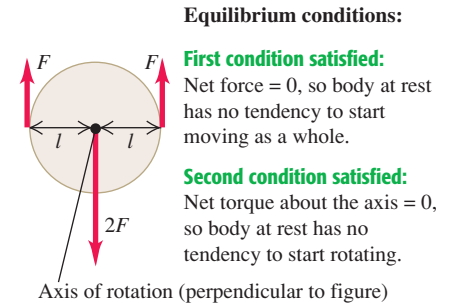 Equilibrium conditions:
F
F
First condition satisfied:
Net force = 0, so body at rest
has no tendency to start
moving as a whole.
l
l
Second condition satisfied:
Net torque about the axis = 0,
so body at rest has no
tendency to start rotating.
2F
Axis of rotation (perpendicular to figure)